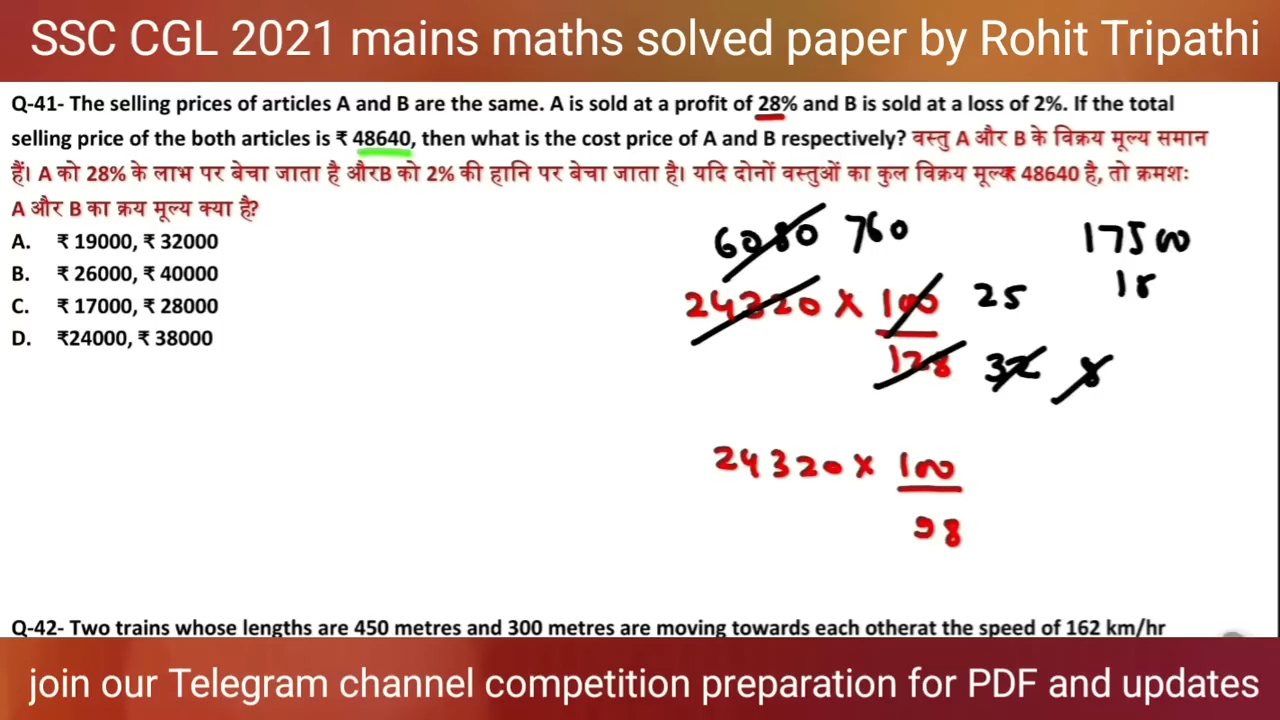 SSC CGL 2021 mains maths solved paper by Rohit Tripathi
Q-41- The selling prices of articles A and B are the same. A is sold at a profit of 28% and B is sold at a loss of 2%. If the total
selling price of the both articles is ₹ 48640, then what is the cost price of A and B respectively? वस्तु A और B के विक्रय मूल्य समान
हैं। A को 28% के लाभ पर बेचा जाता है औरB को 2% की हानि पर बेचा जाता है। यदि दोनों वस्तुओं का कुल विक्रय मूल्य₹ 48640 है, तो क्रमशः
A और B का क्रय मूल्य क्या है?
A. ₹ 19000, ₹ 32000
B. ₹ 26000, ₹ 40000
C. ₹ 17000, ₹ 28000
D. ₹24000, ₹ 38000
6080 760 17500
24320 × 100 25 18
128 32 8
24320 × 100
98
Q-42- Two trains whose lengths are 450 metres and 300 metres are moving towards each otherat the speed of 162 km/hr
join our Telegram channel competition preparation for PDF and updates